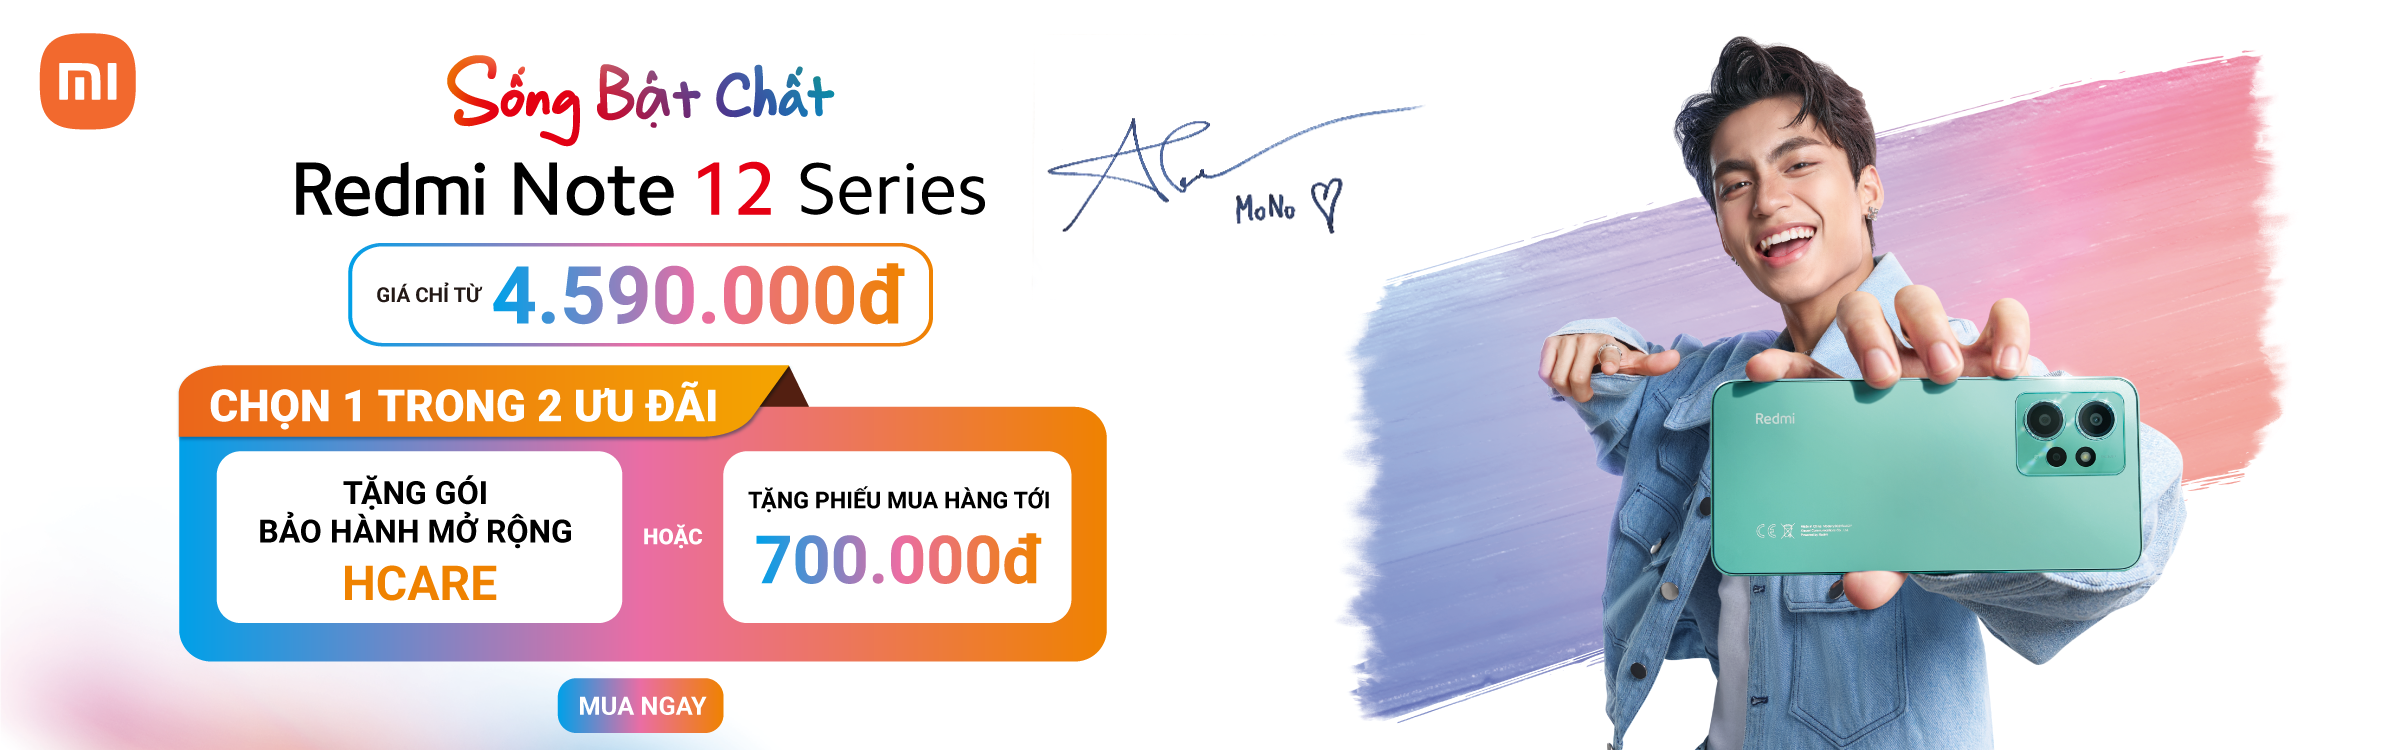 mi
Sống Bật Chất
Redmi Note 12 Series
GIÁ CHỈ TỪ 4.590.000đ
CHỌN 1 TRONG 2 ƯU ĐÃI
TẶNG GÓI
BẢO HÀNH MỞ RỘNG
HCARE
HOẶC
TẶNG PHIẾU MUA HÀNG TỚI
700.000đ
MUA NGAY
MoNo
Redmi
CE